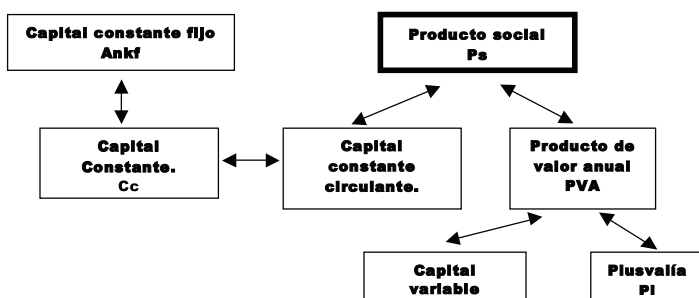 Capital constante fijo
Ankf
Producto social
Ps
Capital
Constante.
Cc
Capital
constante
circulante.
Producto de
valor anual
PVA
Capital
variable
Plusvalía
Pl